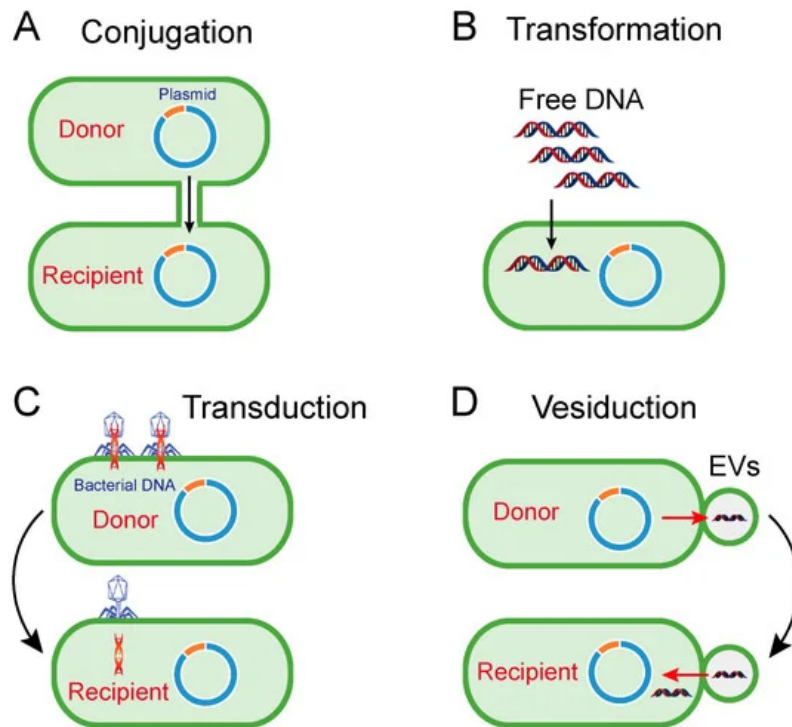 A Conjugation
Plasmid
Donor
Recipient
B Transformation
Free DNA
C Transduction
Bacterial DNA
Donor
Recipient
D Vesiduction
EVs
Donor
Recipient